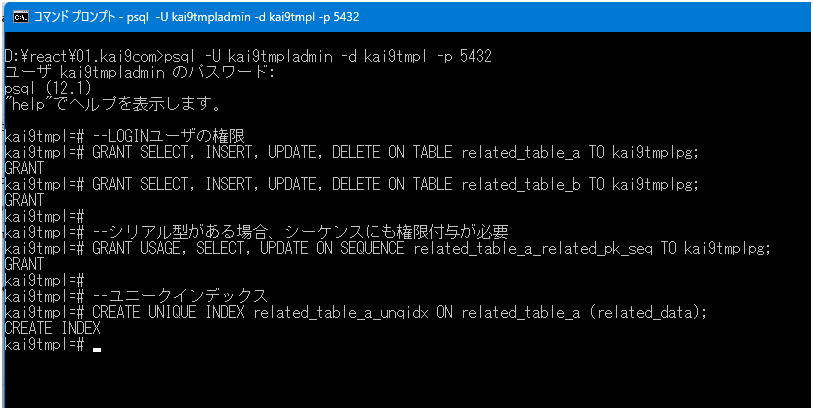 コマンド プロンプト - psql  -U kai9tmpladmin -d kai9tmpl -p 5432
D:¥react¥01.kai9com>psql -U kai9tmpladmin -d kai9tmpl -p 5432
ユーザ kai9tmpladmin のパスワード:
psql (12.1)
"help"でヘルプを表示します。
kai9tmpl=# --LOGINユーザの権限
kai9tmpl=# GRANT SELECT, INSERT, UPDATE, DELETE ON TABLE related_table_a TO kai9tmplpg;
GRANT
kai9tmpl=# GRANT SELECT, INSERT, UPDATE, DELETE ON TABLE related_table_b TO kai9tmplpg;
GRANT
kai9tmpl=#
kai9tmpl=# --シリアル型がある場合、シーケンスにも権限付与が必要
kai9tmpl=# GRANT USAGE, SELECT, UPDATE ON SEQUENCE related_table_a_related_pk_seq TO kai9tmplpg;
GRANT
kai9tmpl=#
kai9tmpl=# --ユニークインデックス
kai9tmpl=# CREATE UNIQUE INDEX related_table_a_unqidx ON related_table_a (related_data);
CREATE INDEX
kai9tmpl=#